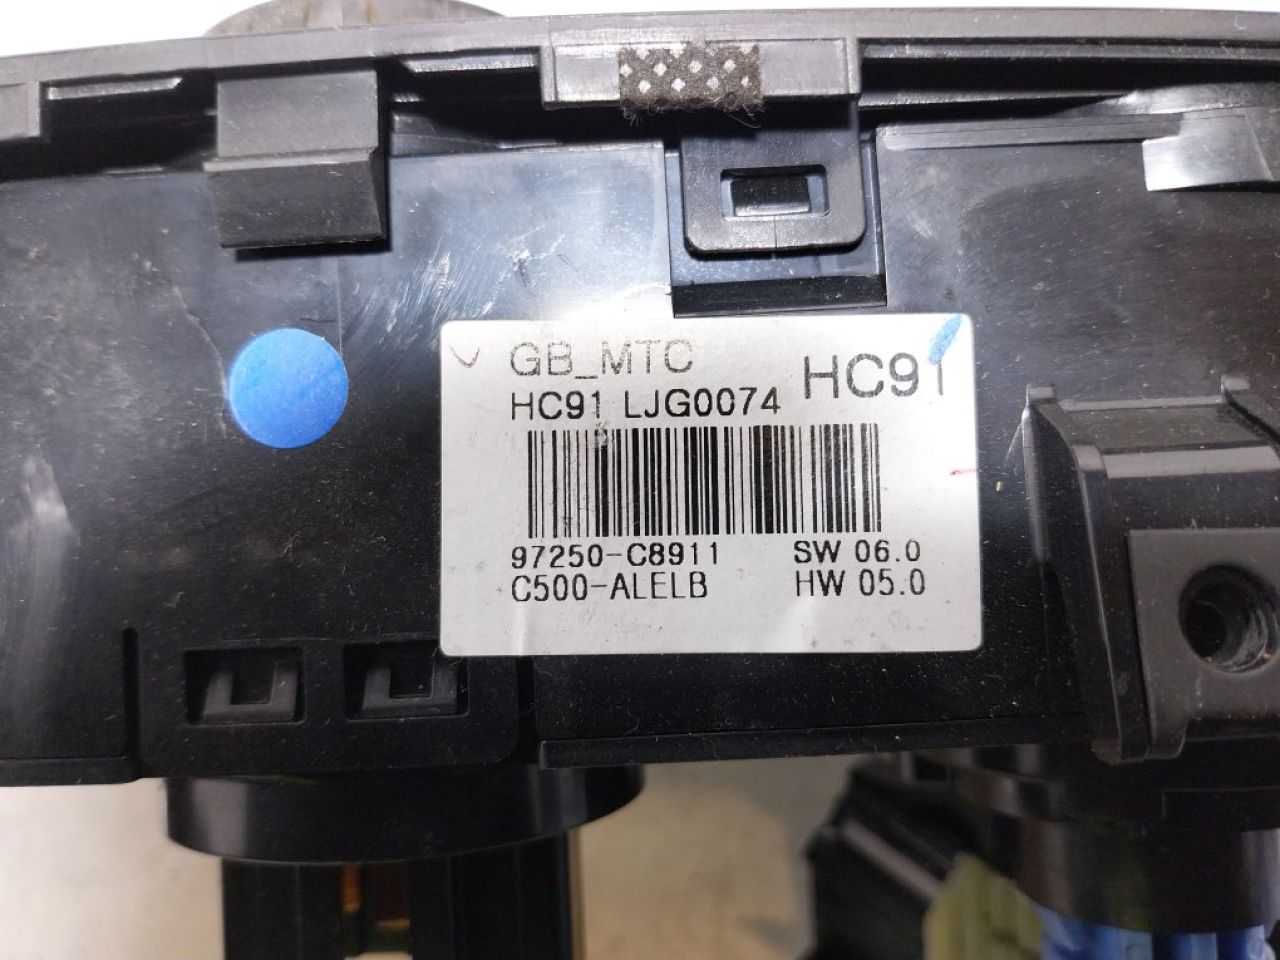 GB_MTC
HC91
HC91 LJG0074
97250-C8911 SW 06.0
C500-ALELB HW 05.0